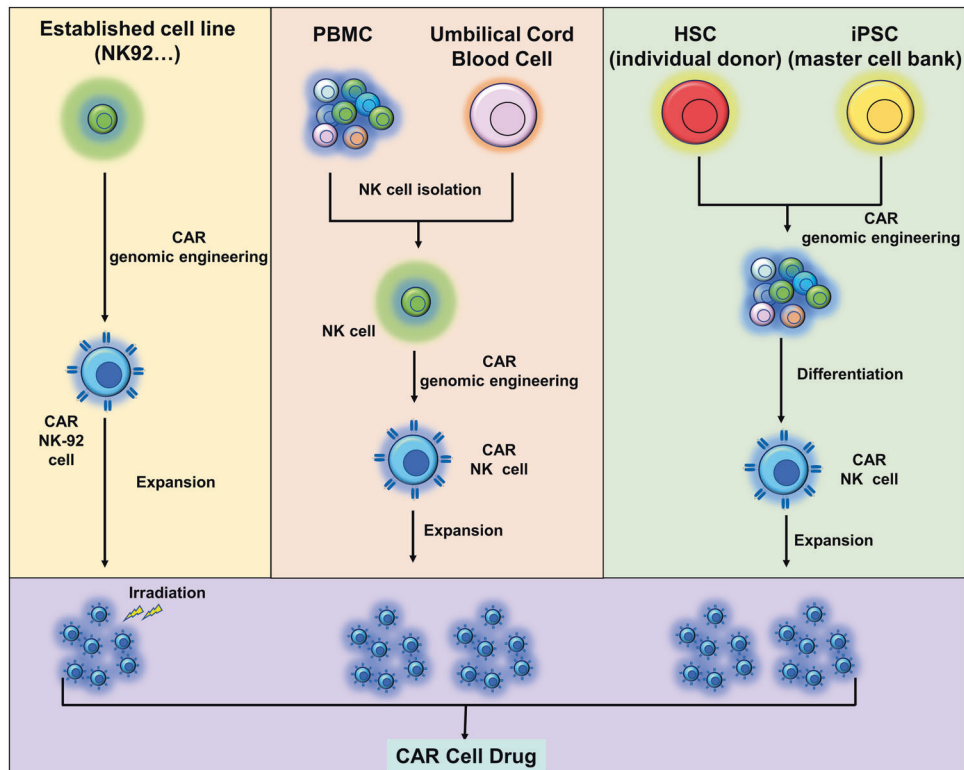 Established cell line
(NK92...)
CAR
genomic engineering
CAR
NK-92
cell
Expansion
PBMC
Umbilical Cord
Blood Cell
NK cell isolation
NK cell
CAR
genomic engineering
CAR
NK cell
Expansion
HSC
(individual donor)
iPSC
(master cell bank)
CAR
genomic engineering
Differentiation
CAR
NK cell
Expansion
Irradiation
CAR Cell Drug